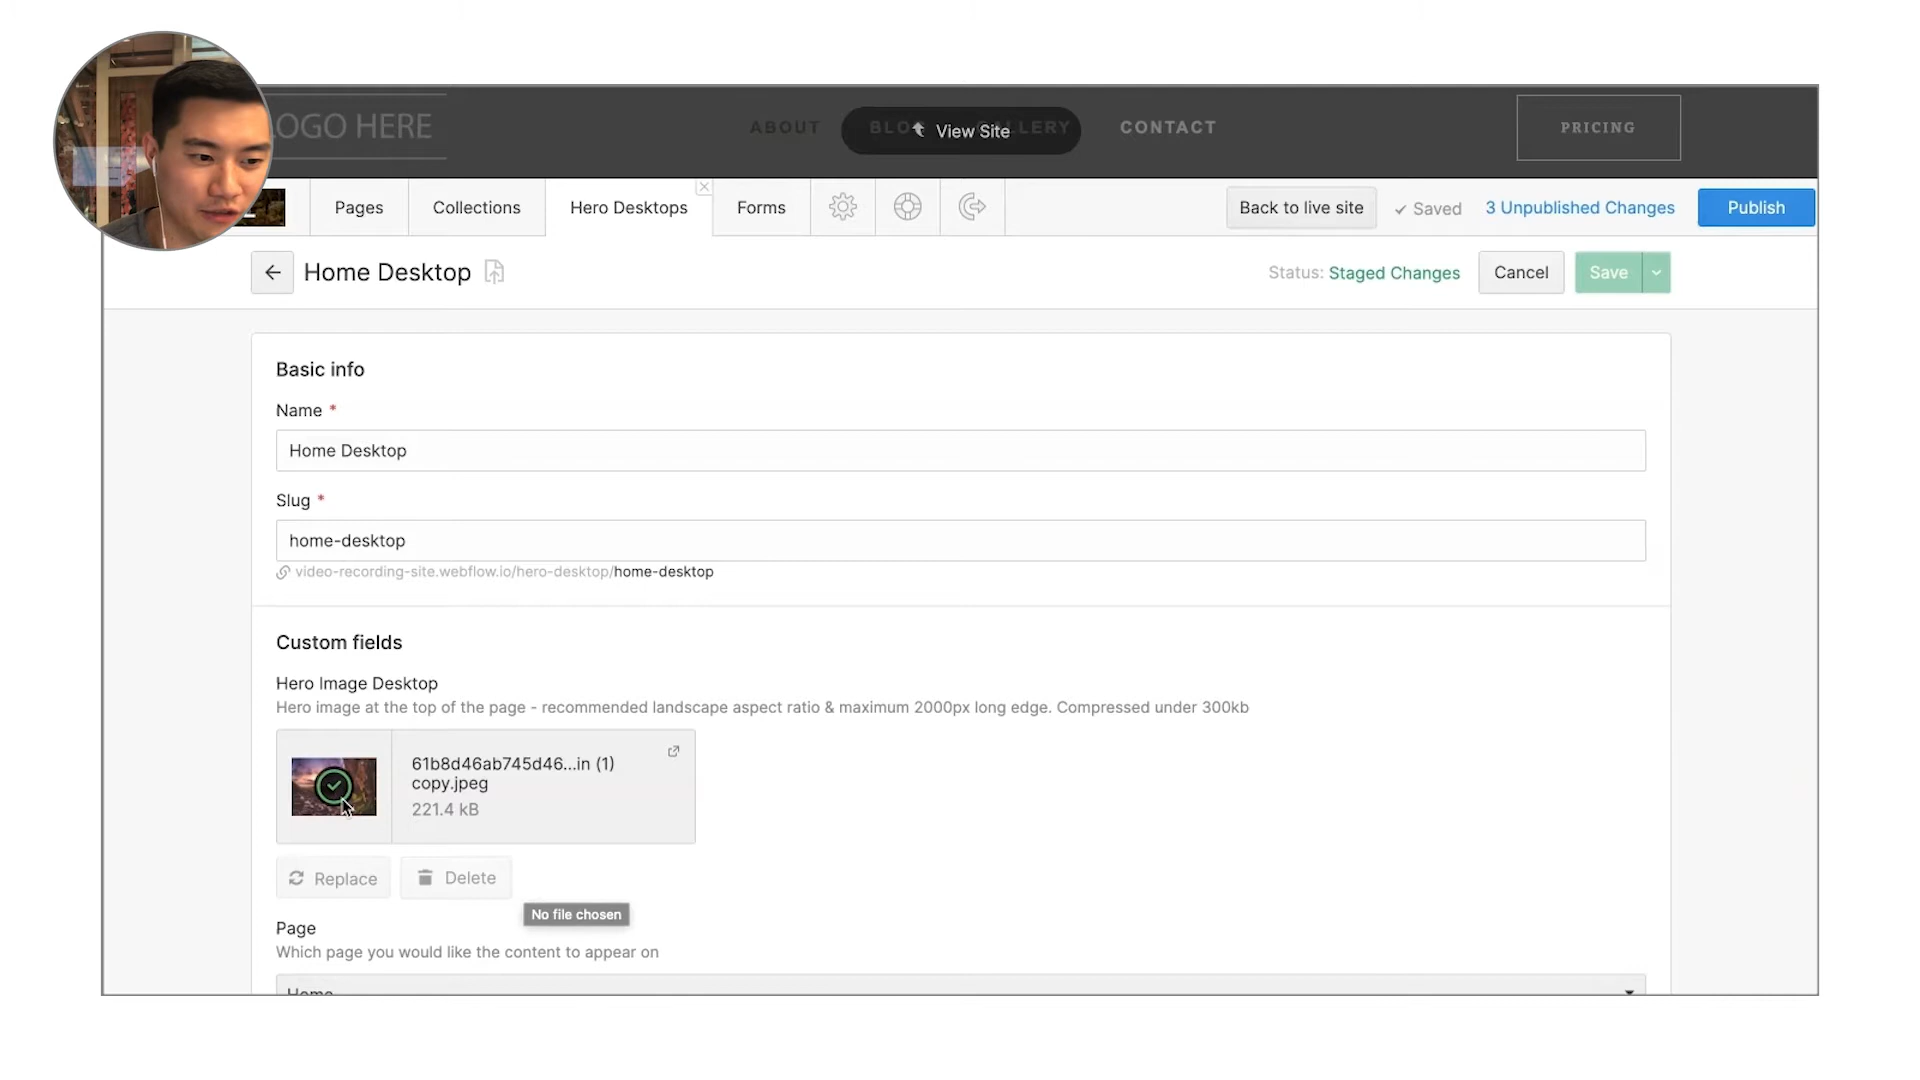 LOGO HERE
ABOUT
View Site
CONTACT
PRICING
Pages
Collections
Hero Desktops
Forms
Back to live site
Saved
3 Unpublished Changes
Publish
Home Desktop
Status: Staged Changes
Cancel
Save
Basic info
Name *
Home Desktop
Slug *
home-desktop
video-recording-site.webflow.io/hero-desktop/home-desktop
Custom fields
Hero Image Desktop
Hero image at the top of the page - recommended landscape aspect ratio & maximum 2000px long edge. Compressed under 300kb
61b8d46ab745d46...in (1)
copy.jpeg
221.4 kB
Replace
Delete
No file chosen
Page
Which page you would like the content to appear on
Home